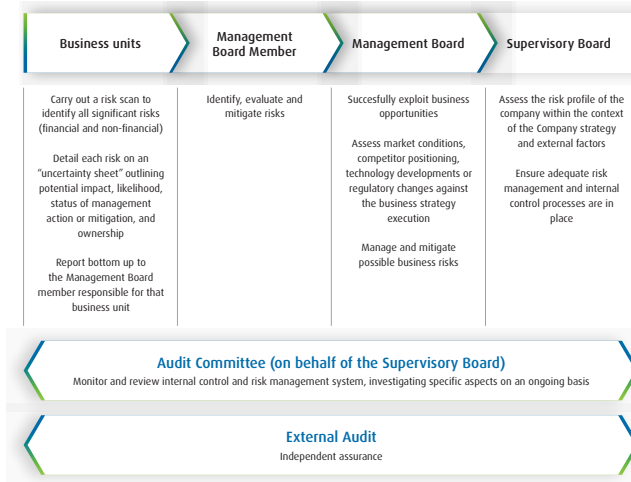 Business units
Management
Board Member
Management Board
Supervisory Board
Carry out a risk scan to
identify all significant risks
(financial and non-financial)
Detail each risk on an
"uncertainty sheet" outlining
potential impact, likelihood,
status of management
action or mitigation, and
ownership
Report bottom up to
the Management Board
member responsible for that
business unit
Identify, evaluate and
mitigate risks
Succesfully exploit business
opportunities
Assess market conditions,
competitor positioning,
technology developments or
regulatory changes against
the business strategy
execution
Manage and mitigate
possible business risks
Assess the risk profile of the
company within the context
of the Company strategy
and external factors
Ensure adequate risk
management and internal
control processes are in
place
Audit Committee (on behalf of the Supervisory Board)
Monitor and review internal control and risk management system, investigating specific aspects on an ongoing basis
External Audit
Independent assurance